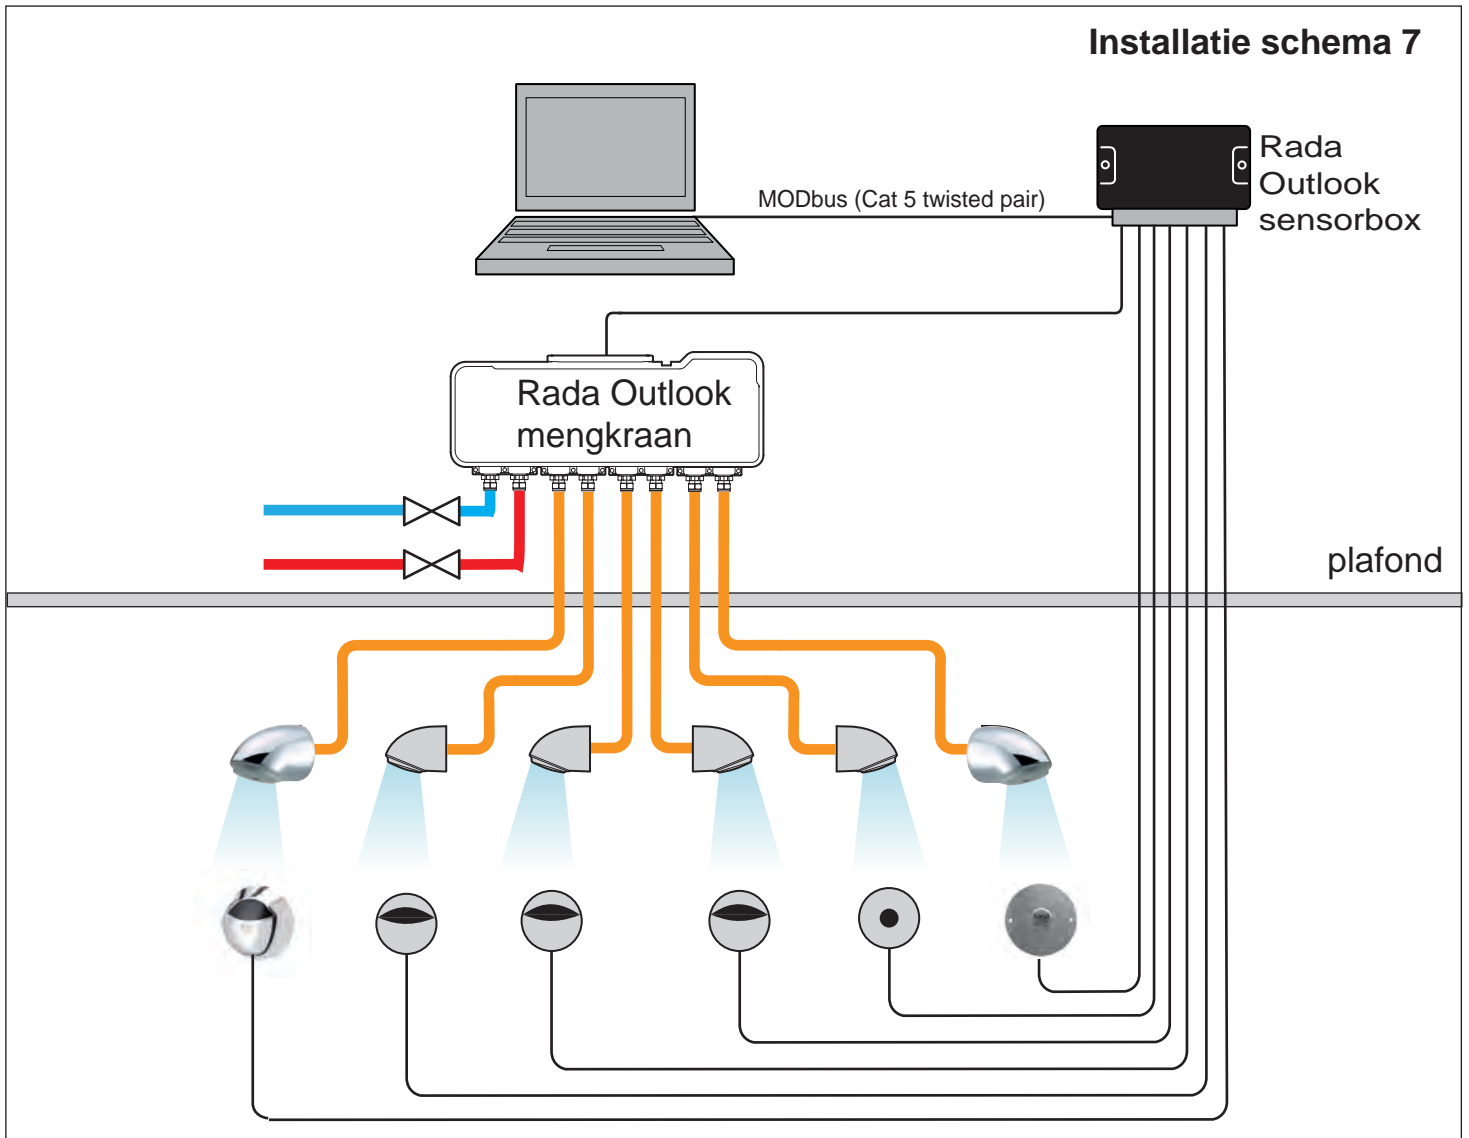 Installatie schema 7
Rada
Outlook
sensorbox
MODbus (Cat 5 twisted pair)
Rada Outlook
mengkraan
plafond